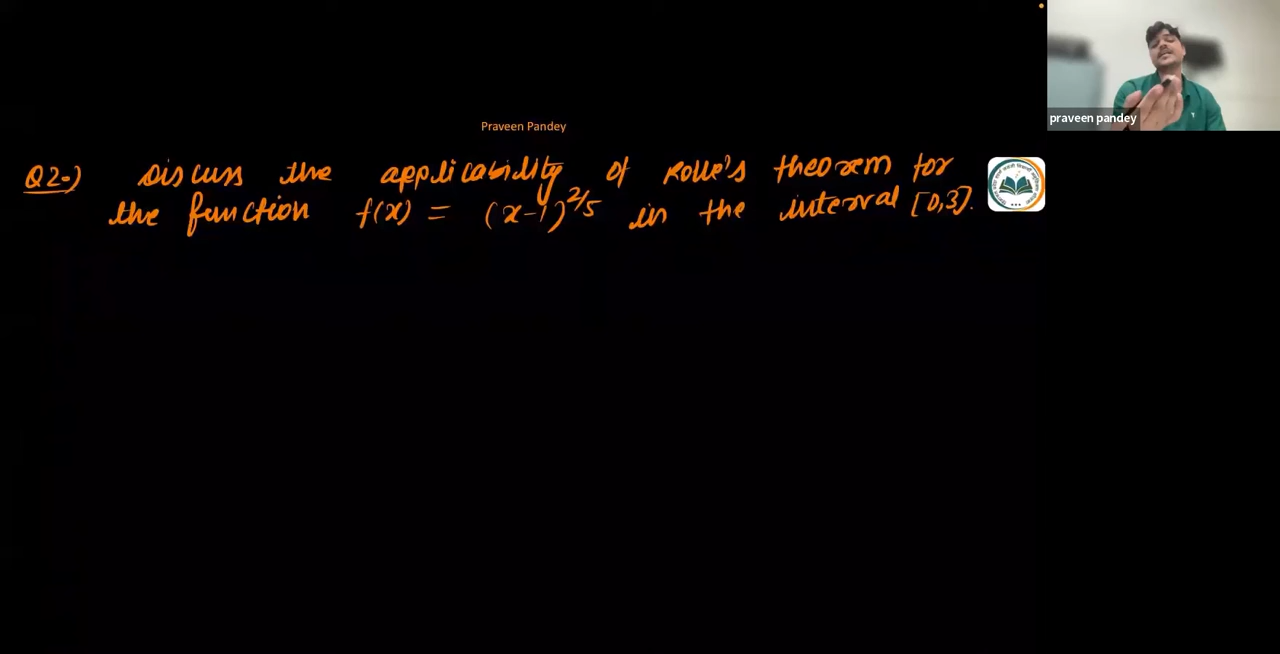 praveen pandey
Praveen Pandey
Q2-) Discuss the applicability of Rolle's theorem for
the function f(x) = (x-1)^{2/5} in the interval [0,3].